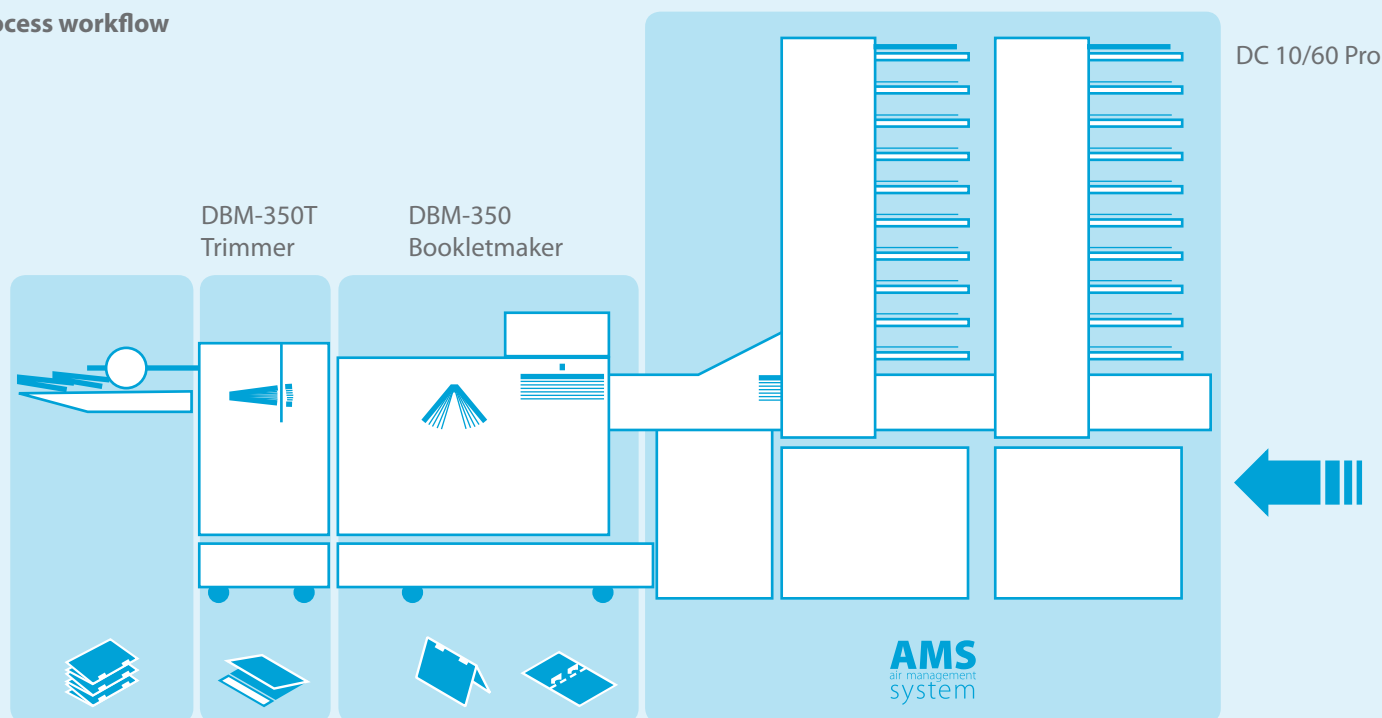 ocess workflow
DC 10/60 Pro
DBM-350T
Trimmer
DBM-350
Bookletmaker
AMS
air management
system